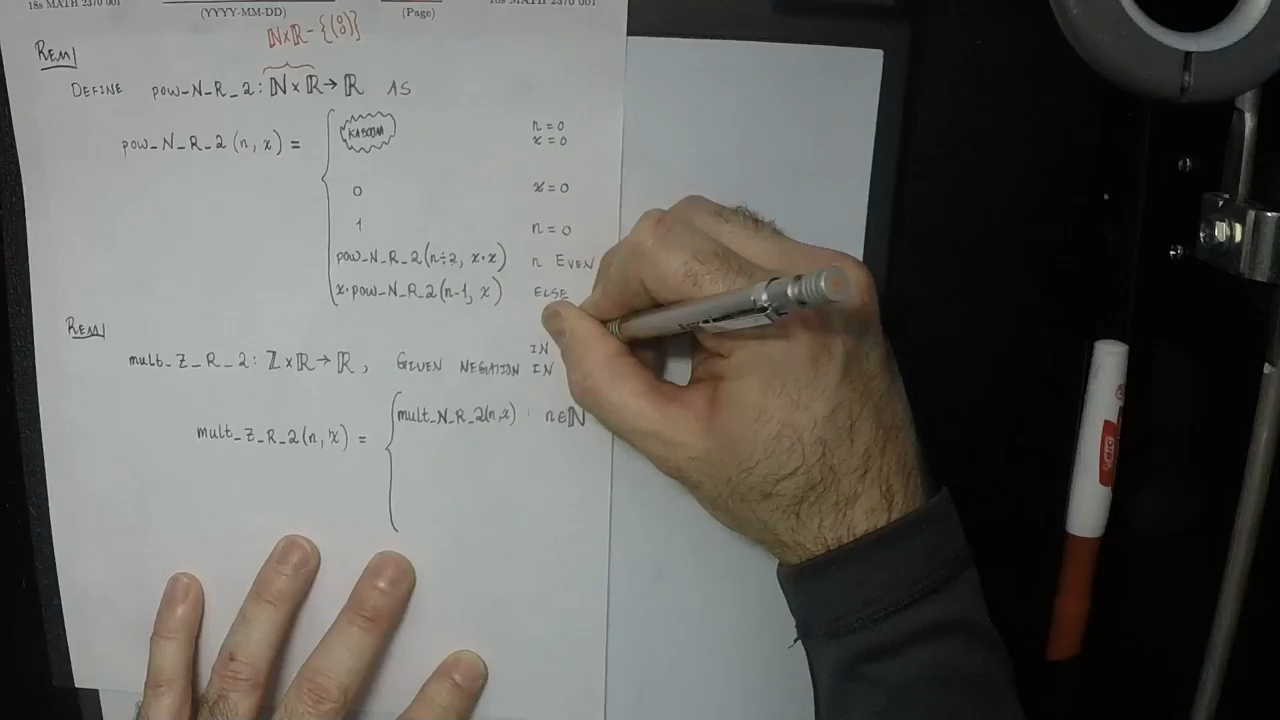 18s MATH 2370 001
(YYYY-MM-DD)
(Page)
18s MATH 2370 001
ℕ×ℝ-{(0 0)}
REM
DEFINE pow_N_R_2: ℕ×ℝ→ℝ AS
pow_N_R_2(n, x) =
KABOOM n=0
x=0
0 x=0
1 n=0
pow_N_R_2(n÷2, x·x) n EVEN
x·pow_N_R_2(n-1, x) ELSE
REM
IN
mult_Z_R_2: ℤ×ℝ→ℝ, GIVEN NEGATION IN
mult_N_R_2(n,x) n∈ℕ
mult_Z_R_2(n, x) =
BIC